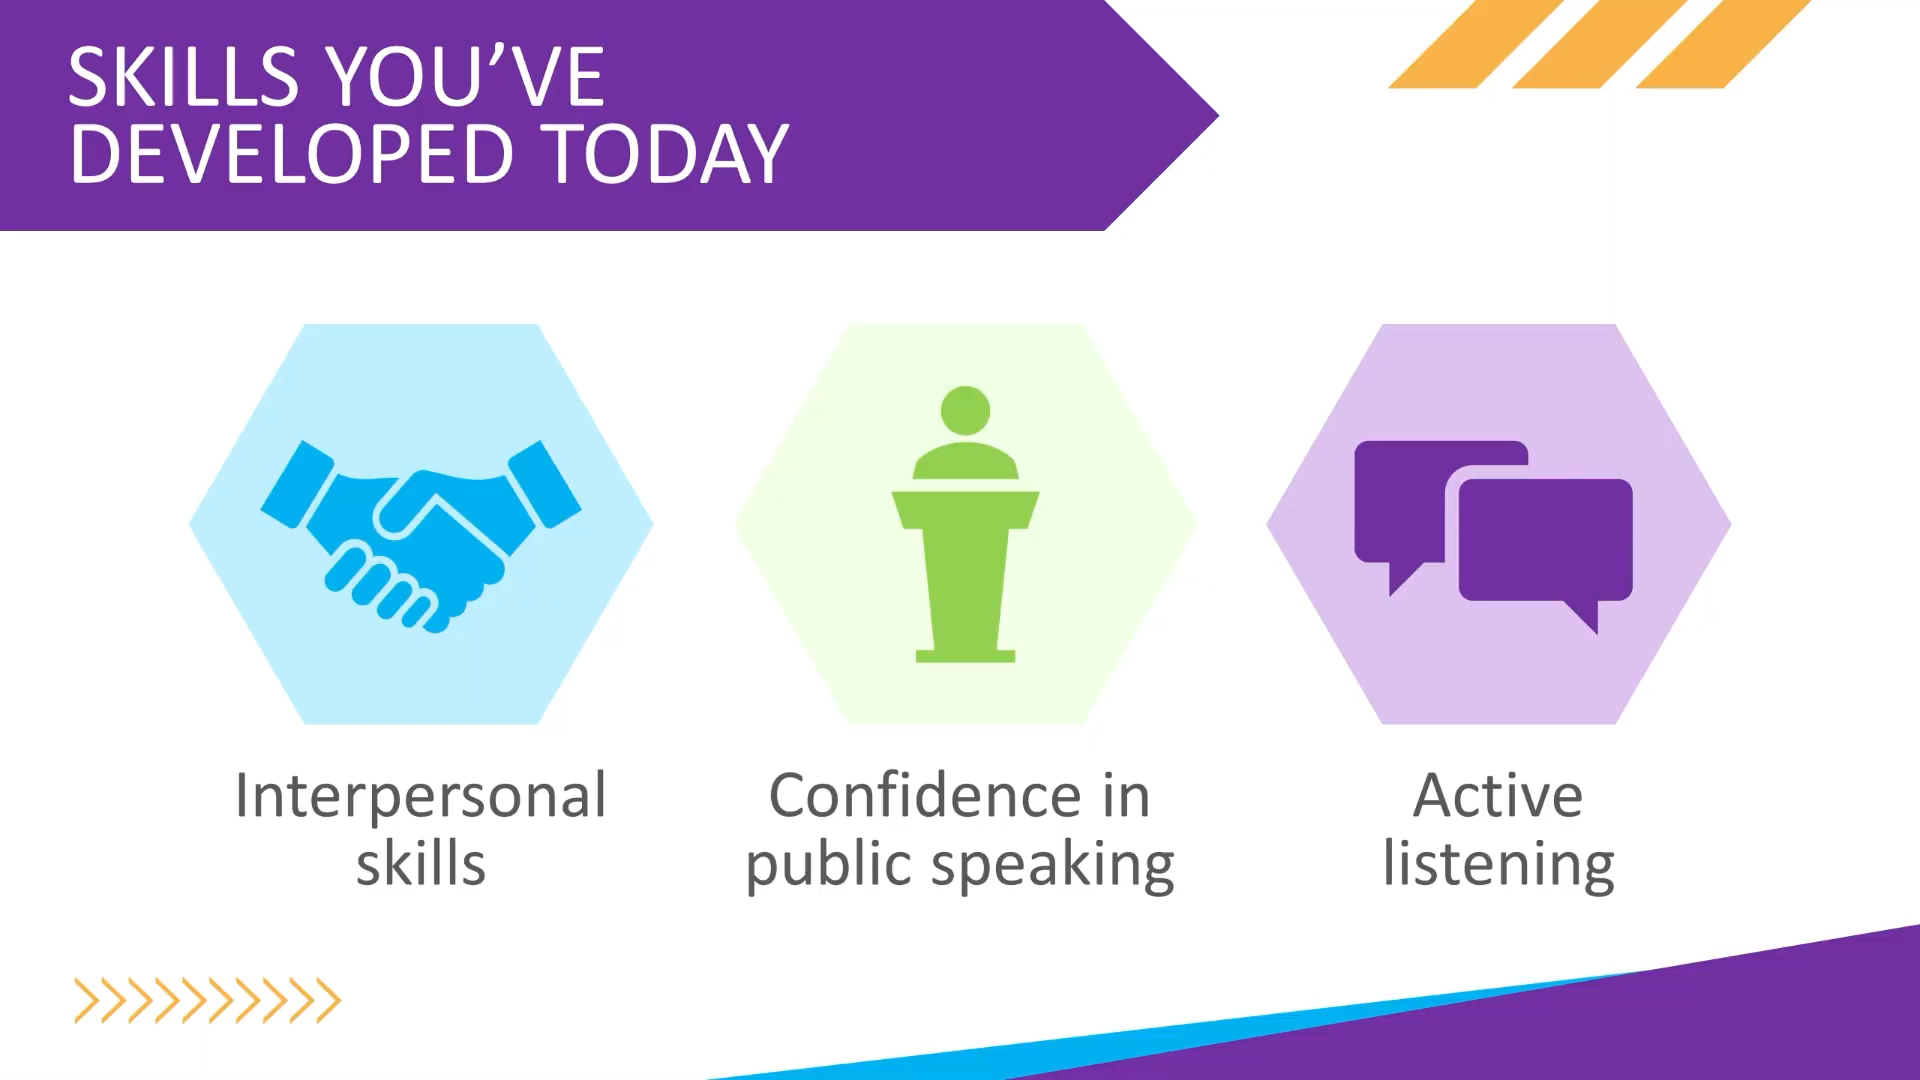 SKILLS YOU’VE
DEVELOPED TODAY
Interpersonal
skills
Confidence in
public speaking
Active
listening